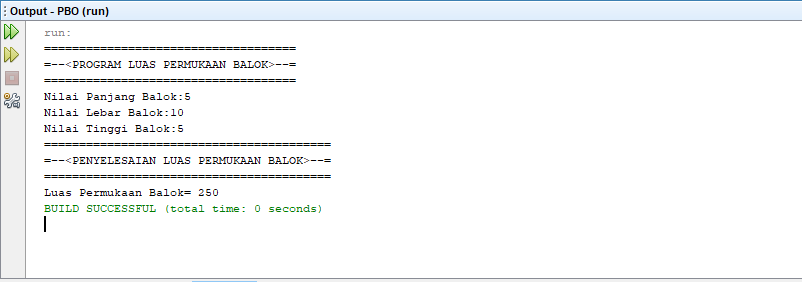 Output - PBO (run)
run:
====================================
=--<PROGRAM LUAS PERMUKAAN BALOK>--=
====================================
Nilai Panjang Balok:5
Nilai Lebar Balok:10
Nilai Tinggi Balok:5
=========================================
=--<PENYELESAIAN LUAS PERMUKAAN BALOK>--=
=========================================
Luas Permukaan Balok= 250
BUILD SUCCESSFUL (total time: 0 seconds)